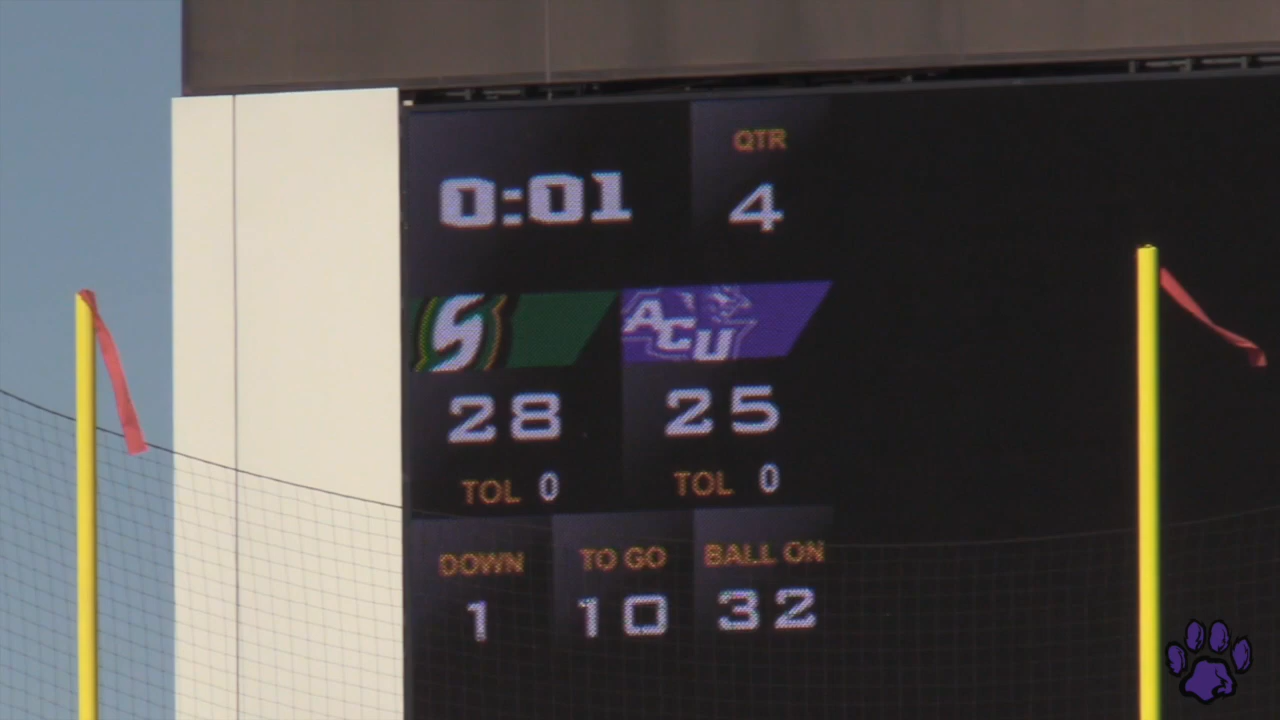 QTR
0:01 4
S ACU
28 25
TOL 0 TOL 0
DOWN TO GO BALL ON
1 10 32